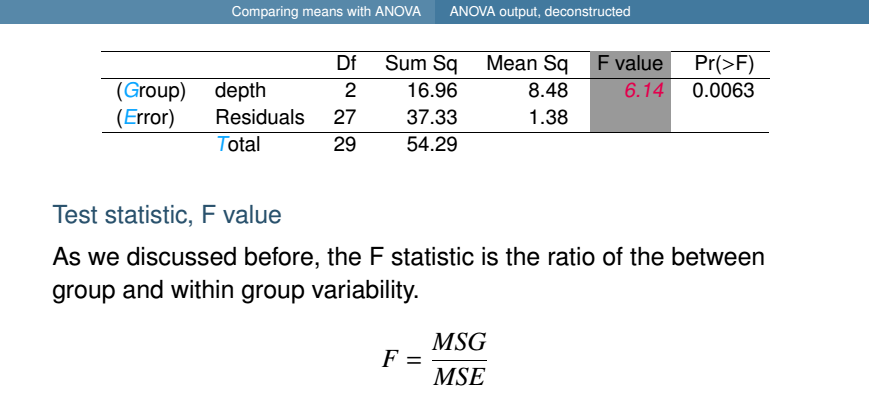 Comparing means with ANOVA ANOVA output, deconstructed
Df Sum Sq Mean Sq F value Pr(>F)
(Group) depth 2 16.96 8.48 6.14 0.0063
(Error) Residuals 27 37.33 1.38
Total 29 54.29
Test statistic, F value
As we discussed before, the F statistic is the ratio of the between
group and within group variability.
F = MSG
MSE